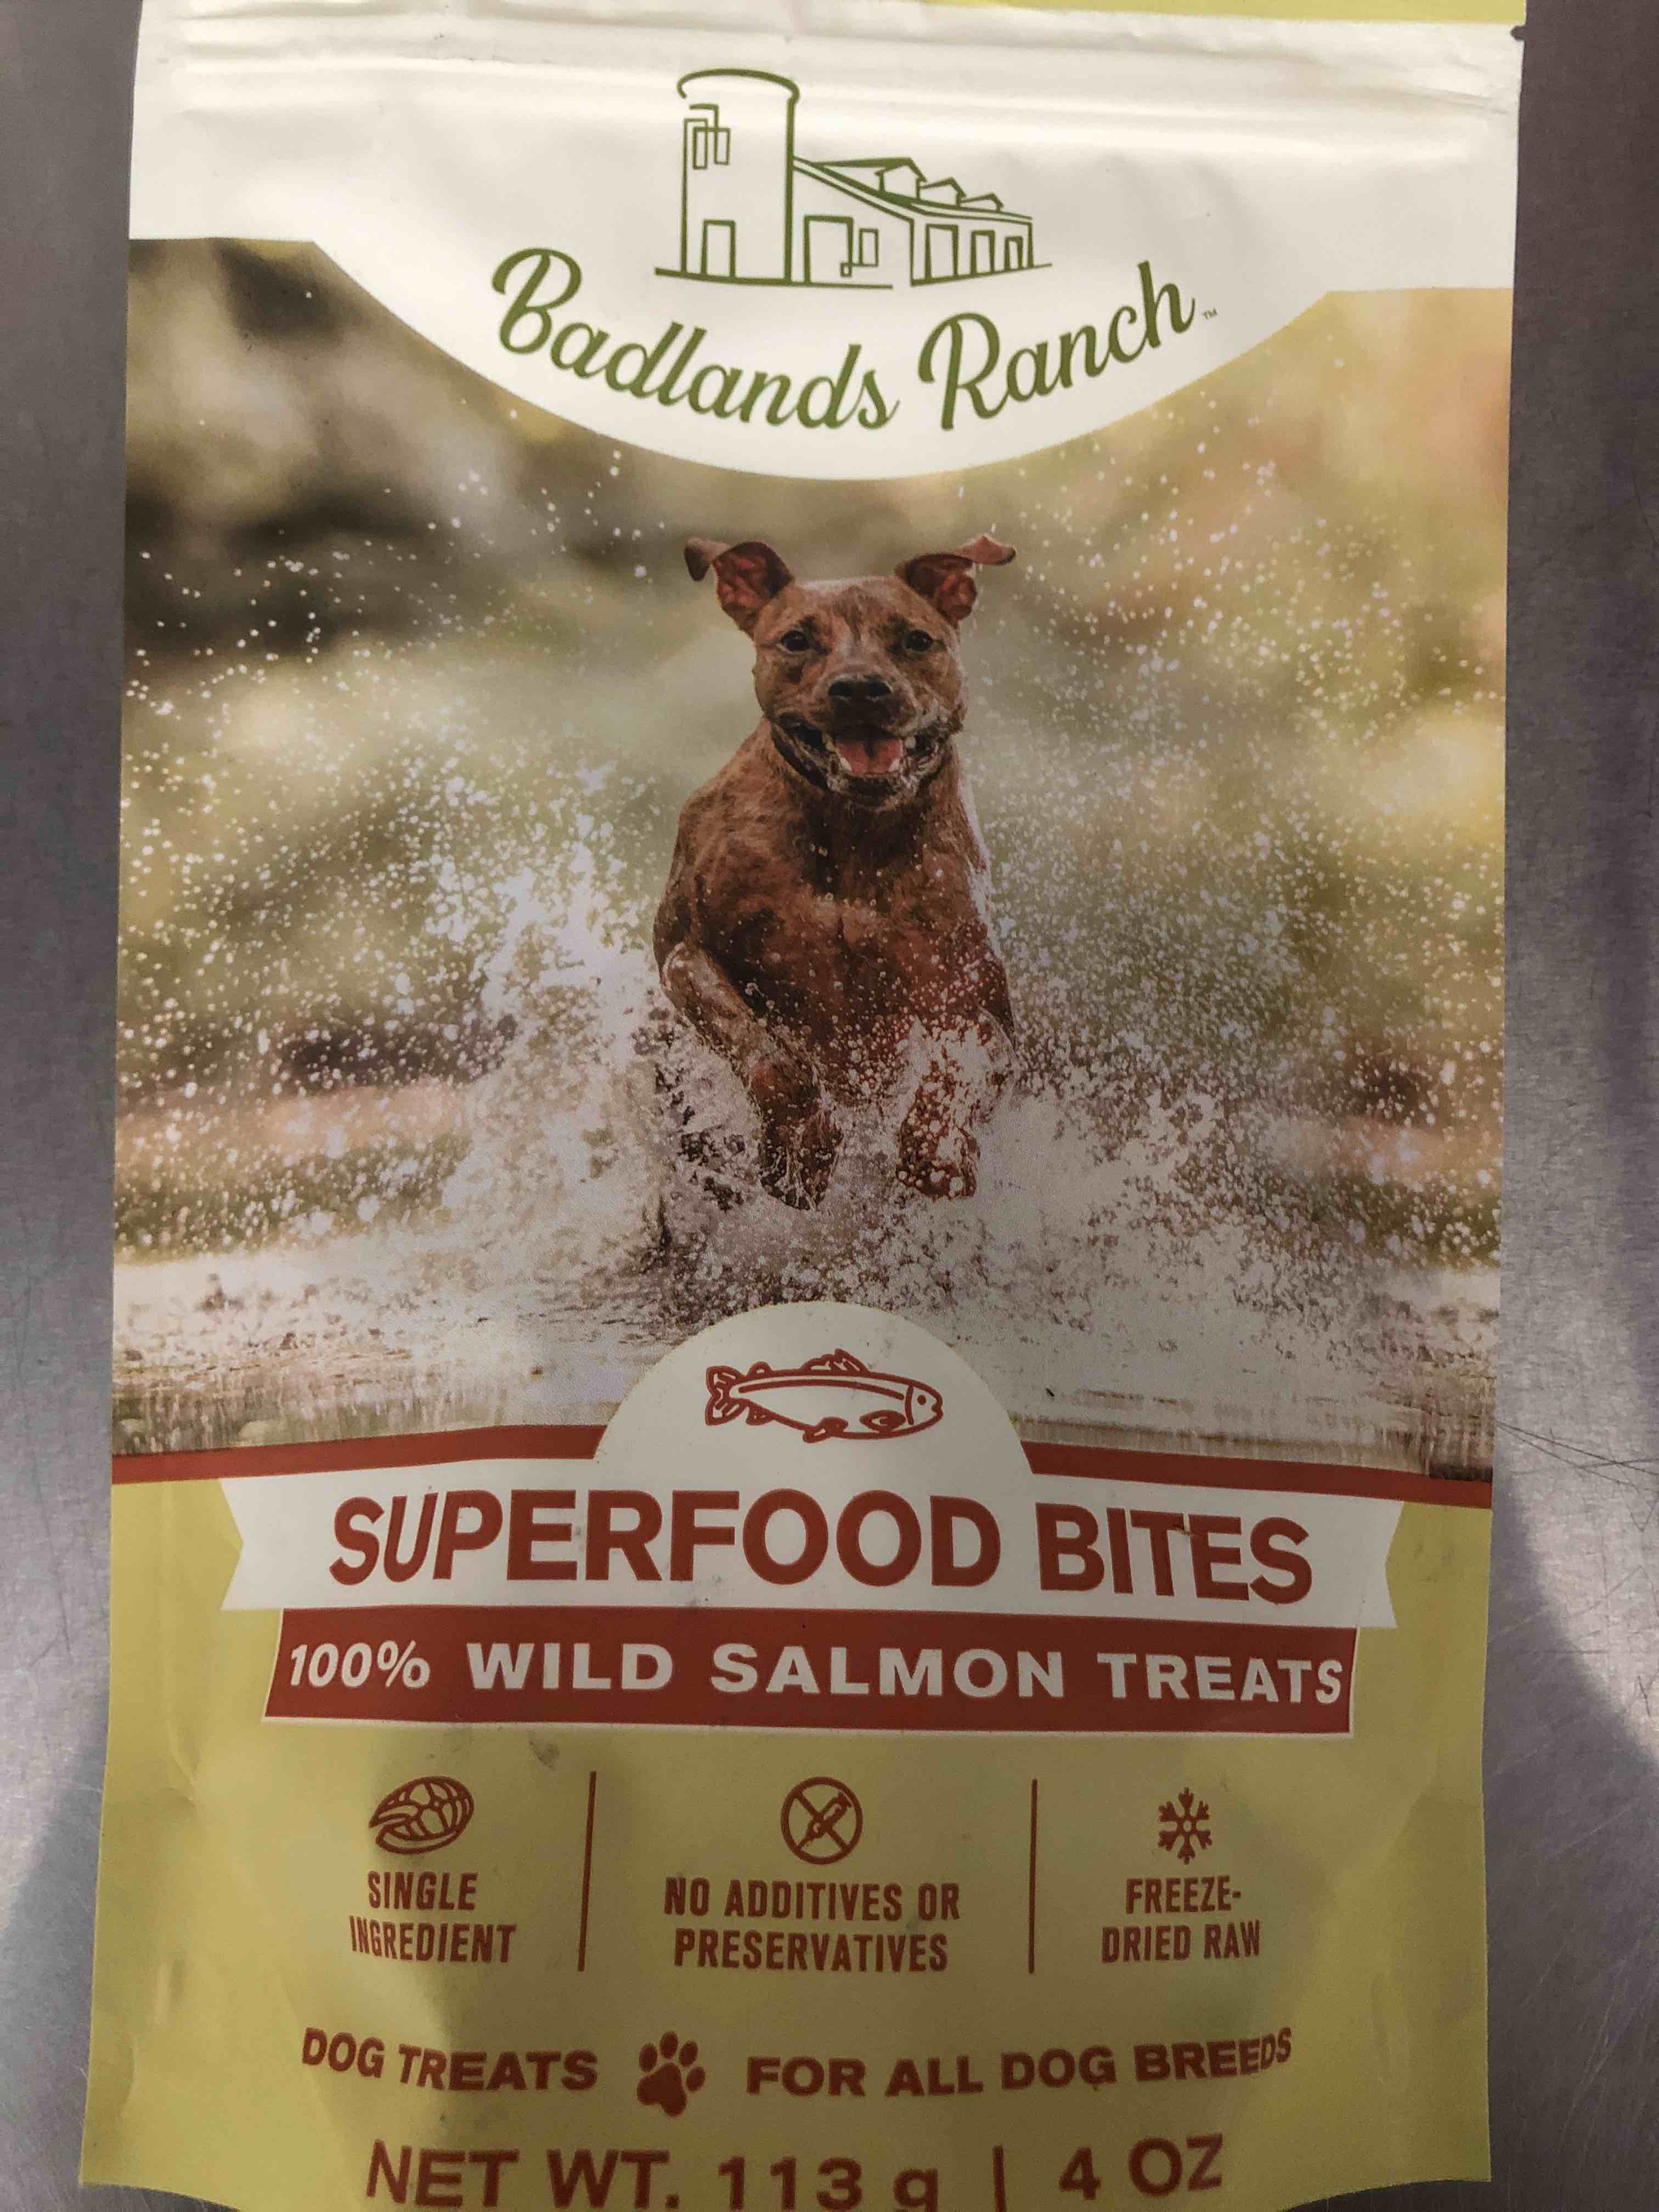 Badlands Ranch™
SUPERFOOD BITES
100% WILD SALMON TREATS
SINGLE
INGREDIENT
NO ADDITIVES OR
PRESERVATIVES
FREEZE-
DRIED RAW
DOG TREATS FOR ALL DOG BREEDS
NET WT. 113 g | 4 OZ